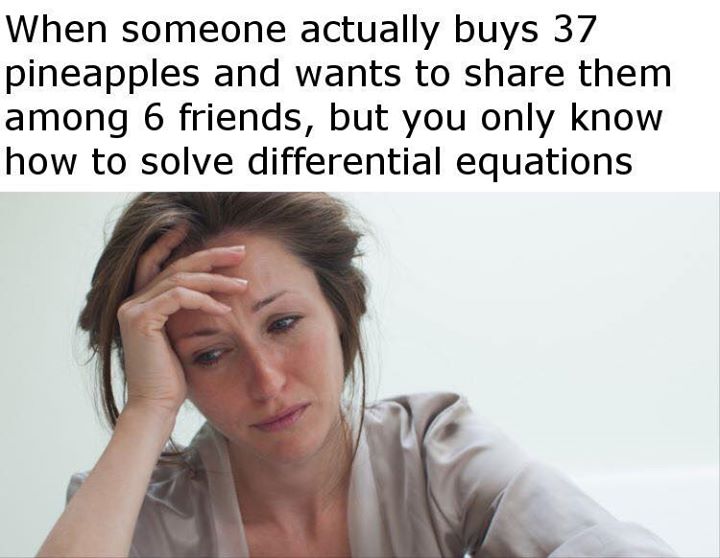 When someone actually buys 37
pineapples and wants to share them
among 6 friends, but you only know
how to solve differential equations